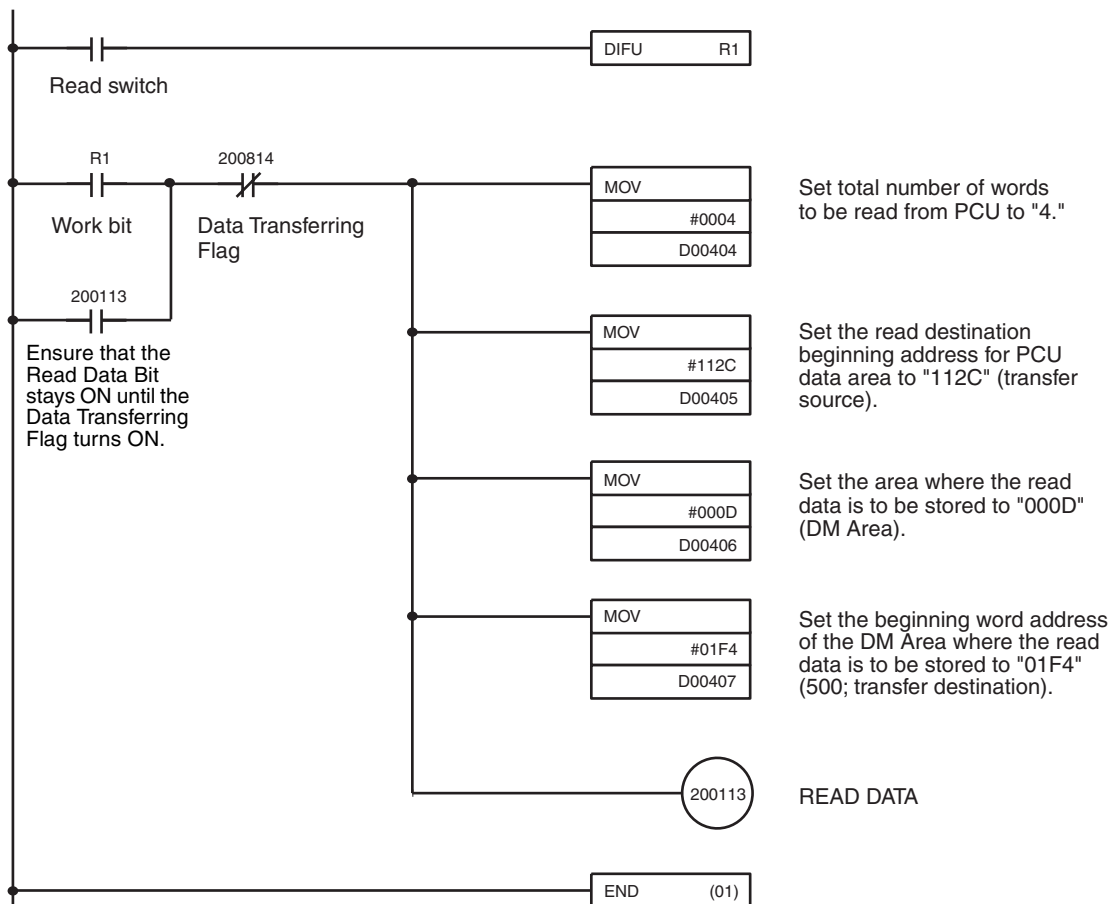 DIFU R1
Read switch
R1
200814
Work bit
Data Transferring
Flag
200113
Ensure that the
Read Data Bit
stays ON until the
Data Transferring
Flag turns ON.
MOV
#0004
D00404
Set total number of words
to be read from PCU to "4."
MOV
#112C
D00405
Set the read destination
beginning address for PCU
data area to "112C" (transfer
source).
MOV
#000D
D00406
Set the area where the read
data is to be stored to "000D"
(DM Area).
MOV
#01F4
D00407
Set the beginning word address
of the DM Area where the read
data is to be stored to "01F4"
(500; transfer destination).
200113
READ DATA
END (01)